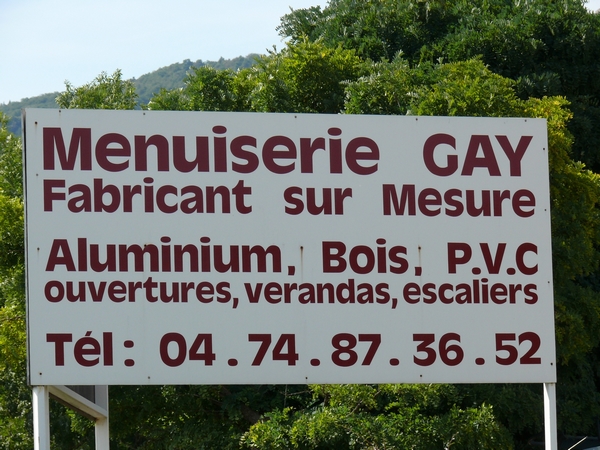 Menuiserie GAY
Fabricant sur Mesure
Aluminium, Bois, P.V.C
ouvertures, verandas, escaliers
Tél: 04.74.87.36.52